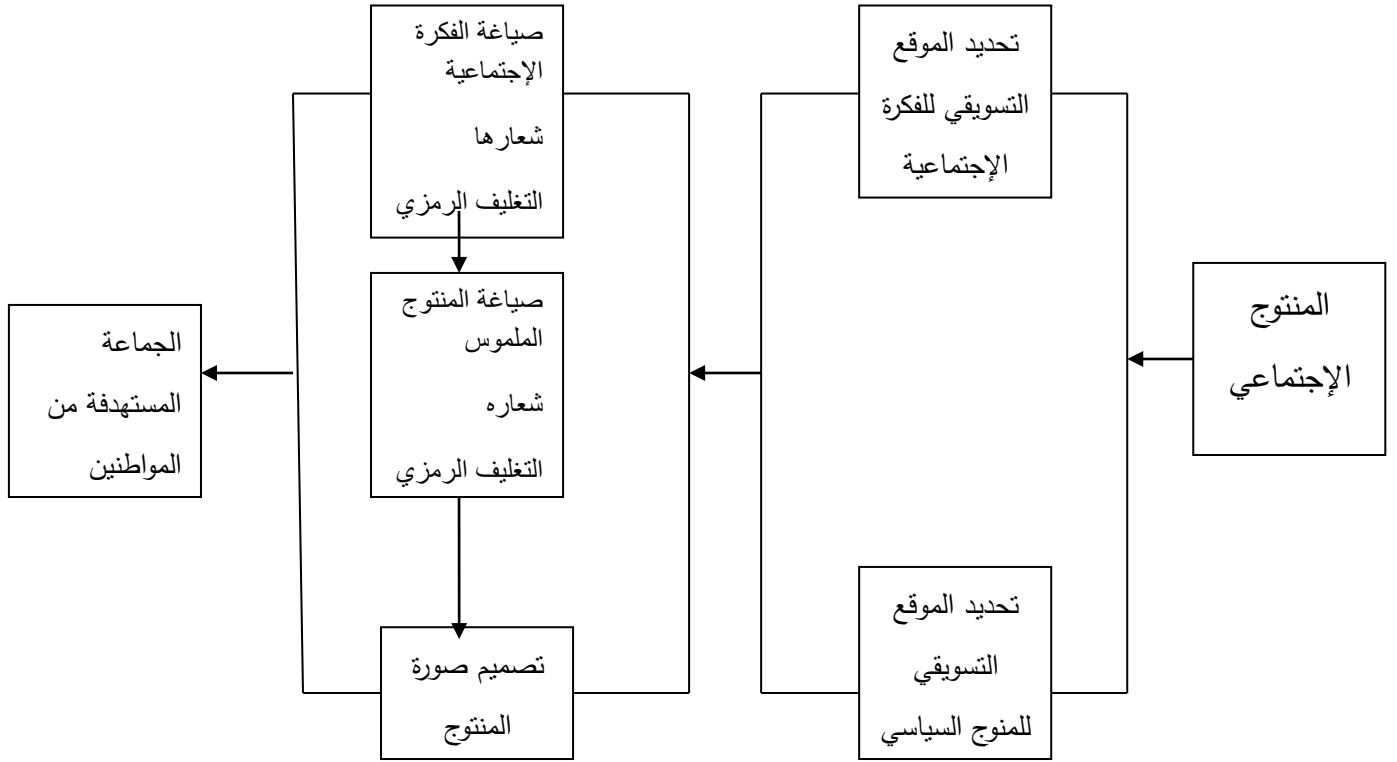 المنتوج
الإجتماعي
تحديد الموقع
التسويقي للفكرة
الإجتماعية
تحديد الموقع
التسويقي
للمنوج السياسي
صياغة الفكرة
الإجتماعية
شعارها
التغليف الرمزي
صياغة المنتوج
الملموس
شعاره
التغليف الرمزي
تصميم صورة
المنتوج
الجماعة
المستهدفة من
المواطنين